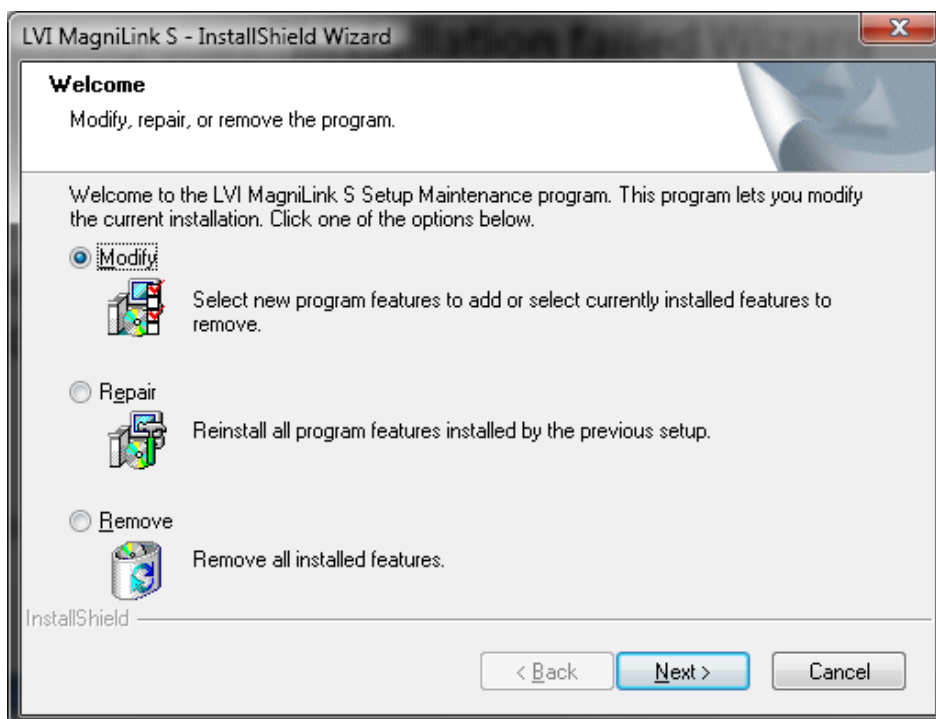 LVI MagniLink S - InstallShield Wizard
Welcome
Modify, repair, or remove the program.
Welcome to the LVI MagniLink S Setup Maintenance program. This program lets you modify
the current installation. Click one of the options below.
Modify
Select new program features to add or select currently installed features to
remove.
Repair
Reinstall all program features installed by the previous setup.
Remove
Remove all installed features.
InstallShield
< Back
Next >
Cancel